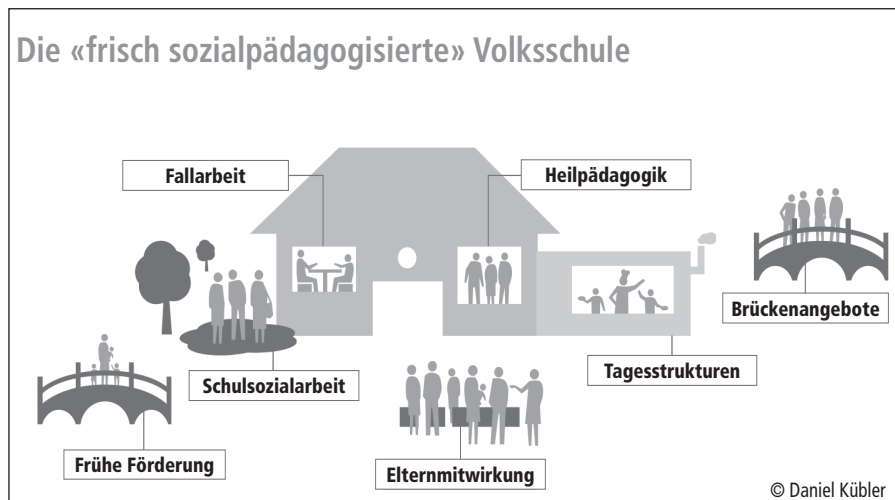 Die «frisch sozialpädagogisierte» Volksschule
Fallarbeit
Heilpädagogik
Brückenangebote
Schulsozialarbeit
Tagesstrukturen
Frühe Förderung
Elternmitwirkung
© Daniel Kübler